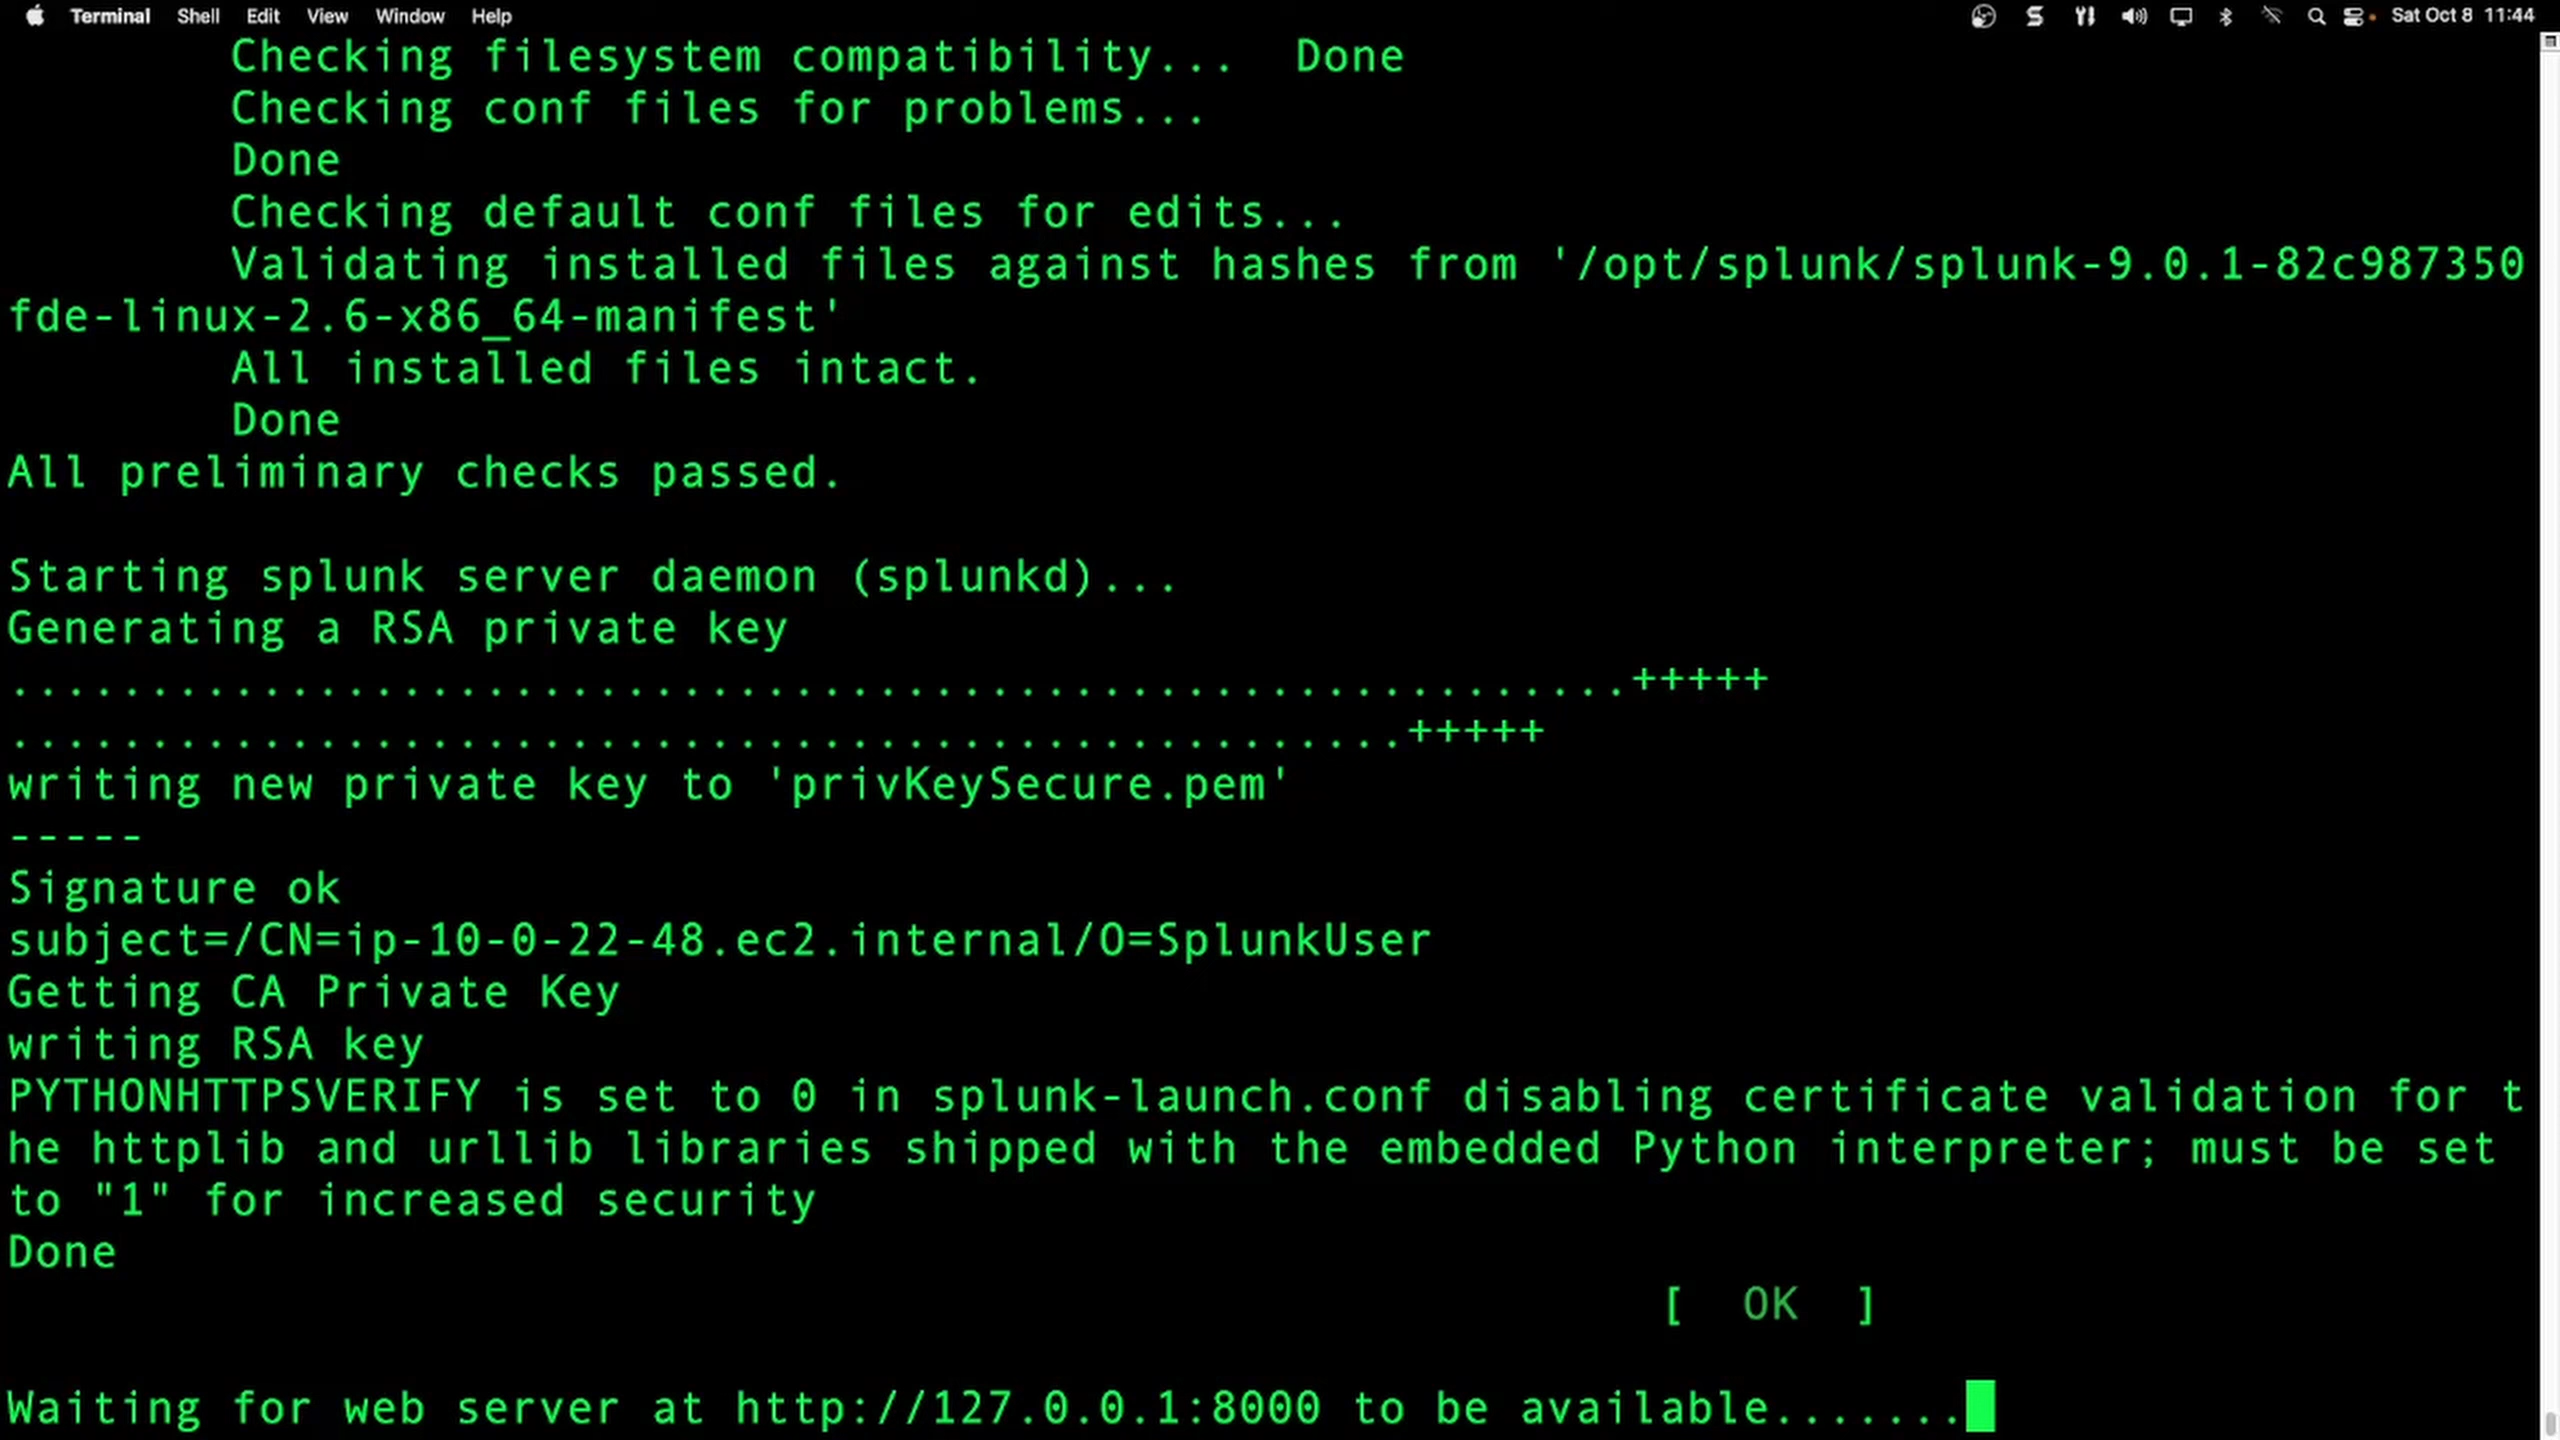 Terminal Shell Edit View Window Help Sat Oct 8 11:44
Checking filesystem compatibility... Done
Checking conf files for problems...
Done
Checking default conf files for edits...
Validating installed files against hashes from '/opt/splunk/splunk-9.0.1-82c987350
fde-linux-2.6-x86_64-manifest'
All installed files intact.
Done
All preliminary checks passed.
Starting splunk server daemon (splunkd)...
Generating a RSA private key
..........................................................+++++
..................................................+++++
writing new private key to 'privKeySecure.pem'
-----
Signature ok
subject=/CN=ip-10-0-22-48.ec2.internal/O=SplunkUser
Getting CA Private Key
writing RSA key
PYTHONHTTPSVERIFY is set to 0 in splunk-launch.conf disabling certificate validation for t
he httplib and urllib libraries shipped with the embedded Python interpreter; must be set
to "1" for increased security
Done
[ OK ]
Waiting for web server at http://127.0.0.1:8000 to be available.......